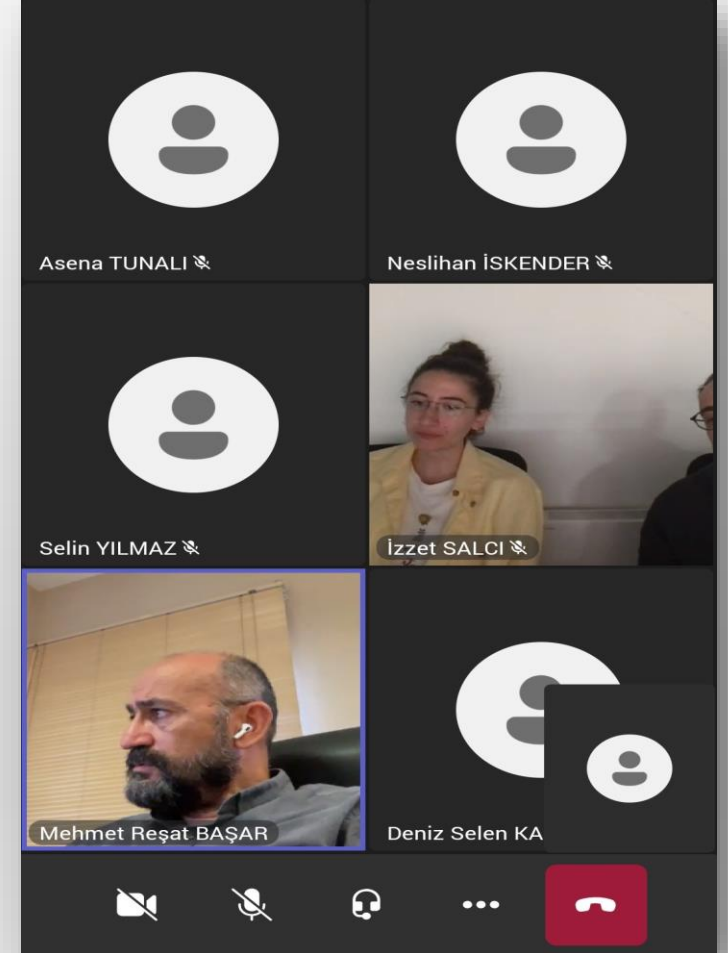 Asena TUNALI
Neslihan İSKENDER
Selin YILMAZ
İzzet SALCI
Mehmet Reşat BAŞAR
Deniz Selen KA